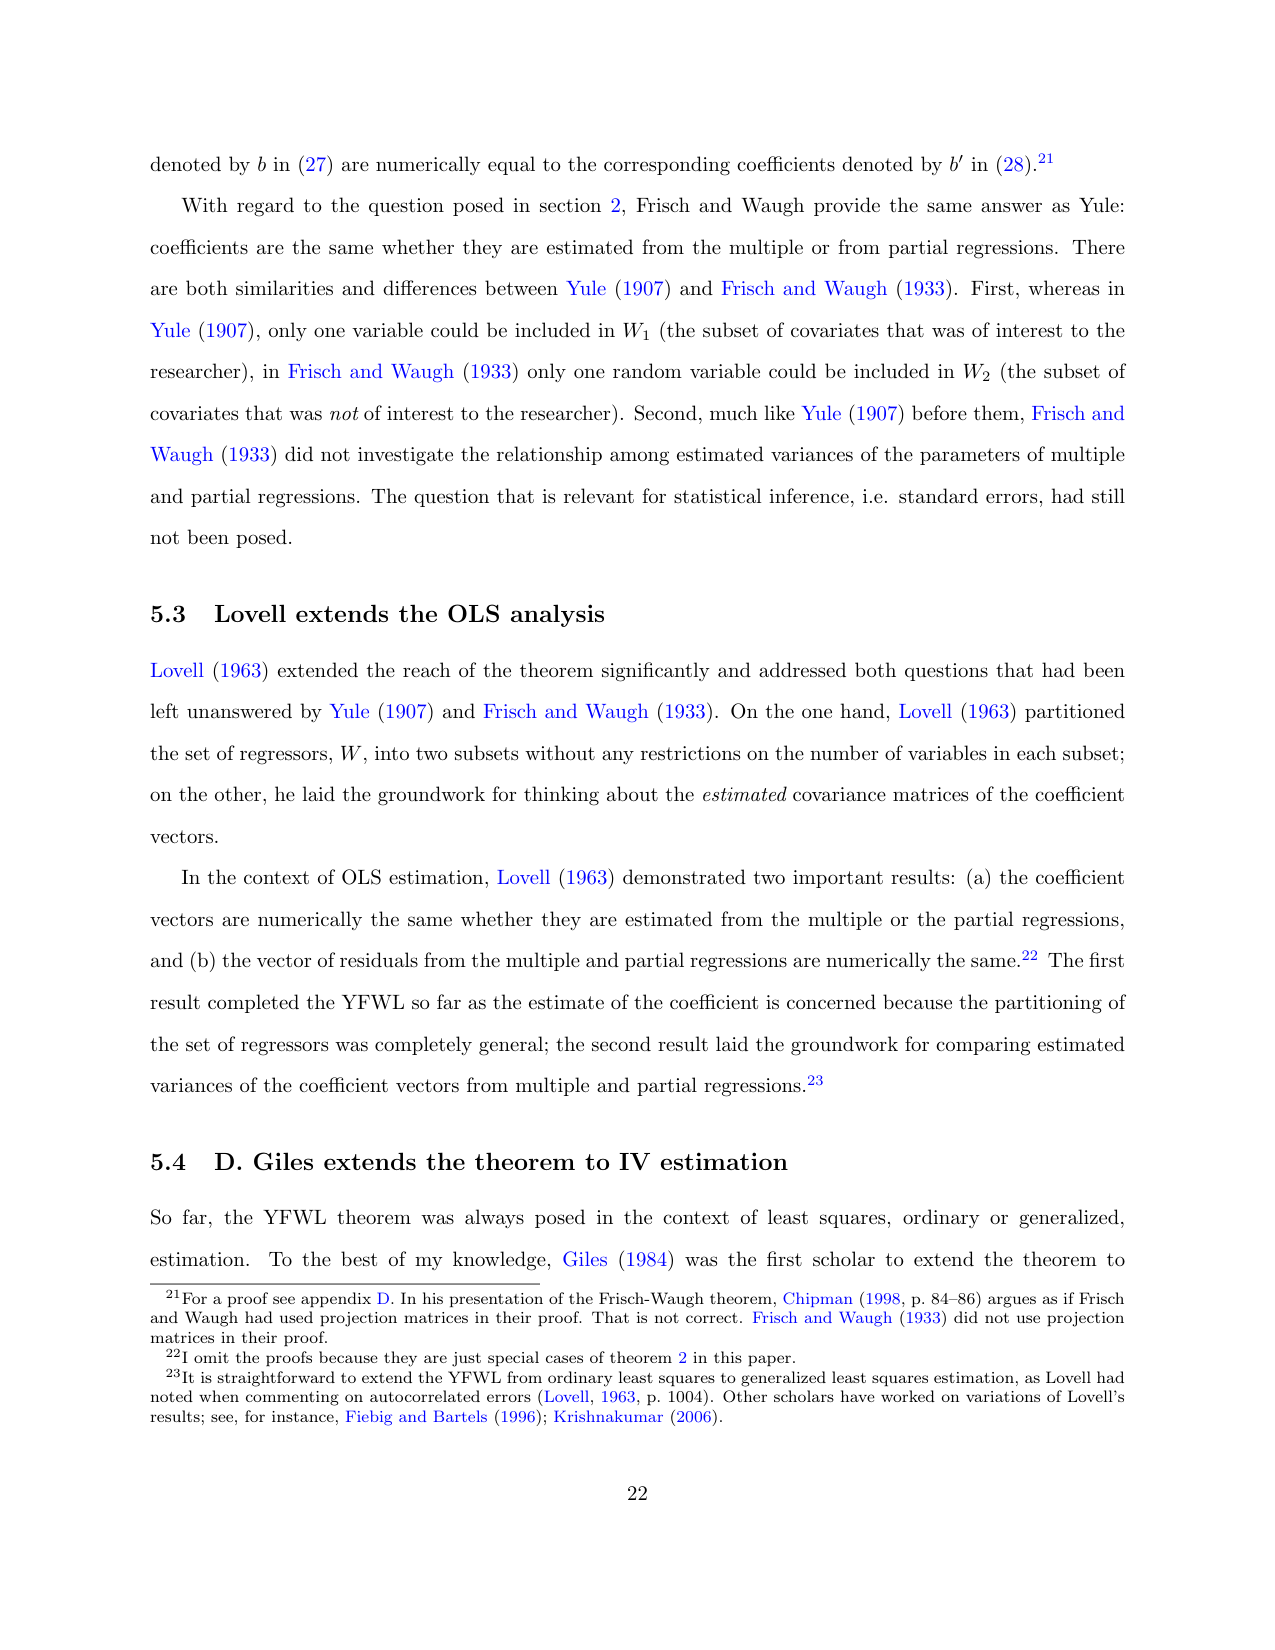 denoted by b in (27) are numerically equal to the corresponding coefficients denoted by b′ in (28).21
With regard to the question posed in section 2, Frisch and Waugh provide the same answer as Yule:
coefficients are the same whether they are estimated from the multiple or from partial regressions. There
are both similarities and differences between Yule (1907) and Frisch and Waugh (1933). First, whereas in
Yule (1907), only one variable could be included in W1 (the subset of covariates that was of interest to the
researcher), in Frisch and Waugh (1933) only one random variable could be included in W2 (the subset of
covariates that was not of interest to the researcher). Second, much like Yule (1907) before them, Frisch and
Waugh (1933) did not investigate the relationship among estimated variances of the parameters of multiple
and partial regressions. The question that is relevant for statistical inference, i.e. standard errors, had still
not been posed.
5.3 Lovell extends the OLS analysis
Lovell (1963) extended the reach of the theorem significantly and addressed both questions that had been
left unanswered by Yule (1907) and Frisch and Waugh (1933). On the one hand, Lovell (1963) partitioned
the set of regressors, W, into two subsets without any restrictions on the number of variables in each subset;
on the other, he laid the groundwork for thinking about the estimated covariance matrices of the coefficient
vectors.
In the context of OLS estimation, Lovell (1963) demonstrated two important results: (a) the coefficient
vectors are numerically the same whether they are estimated from the multiple or the partial regressions,
and (b) the vector of residuals from the multiple and partial regressions are numerically the same.22 The first
result completed the YFWL so far as the estimate of the coefficient is concerned because the partitioning of
the set of regressors was completely general; the second result laid the groundwork for comparing estimated
variances of the coefficient vectors from multiple and partial regressions.23
5.4 D. Giles extends the theorem to IV estimation
So far, the YFWL theorem was always posed in the context of least squares, ordinary or generalized,
estimation. To the best of my knowledge, Giles (1984) was the first scholar to extend the theorem to
21For a proof see appendix D. In his presentation of the Frisch-Waugh theorem, Chipman (1998, p. 84–86) argues as if Frisch
and Waugh had used projection matrices in their proof. That is not correct. Frisch and Waugh (1933) did not use projection
matrices in their proof.
22I omit the proofs because they are just special cases of theorem 2 in this paper.
23It is straightforward to extend the YFWL from ordinary least squares to generalized least squares estimation, as Lovell had
noted when commenting on autocorrelated errors (Lovell, 1963, p. 1004). Other scholars have worked on variations of Lovell's
results; see, for instance, Fiebig and Bartels (1996); Krishnakumar (2006).
22